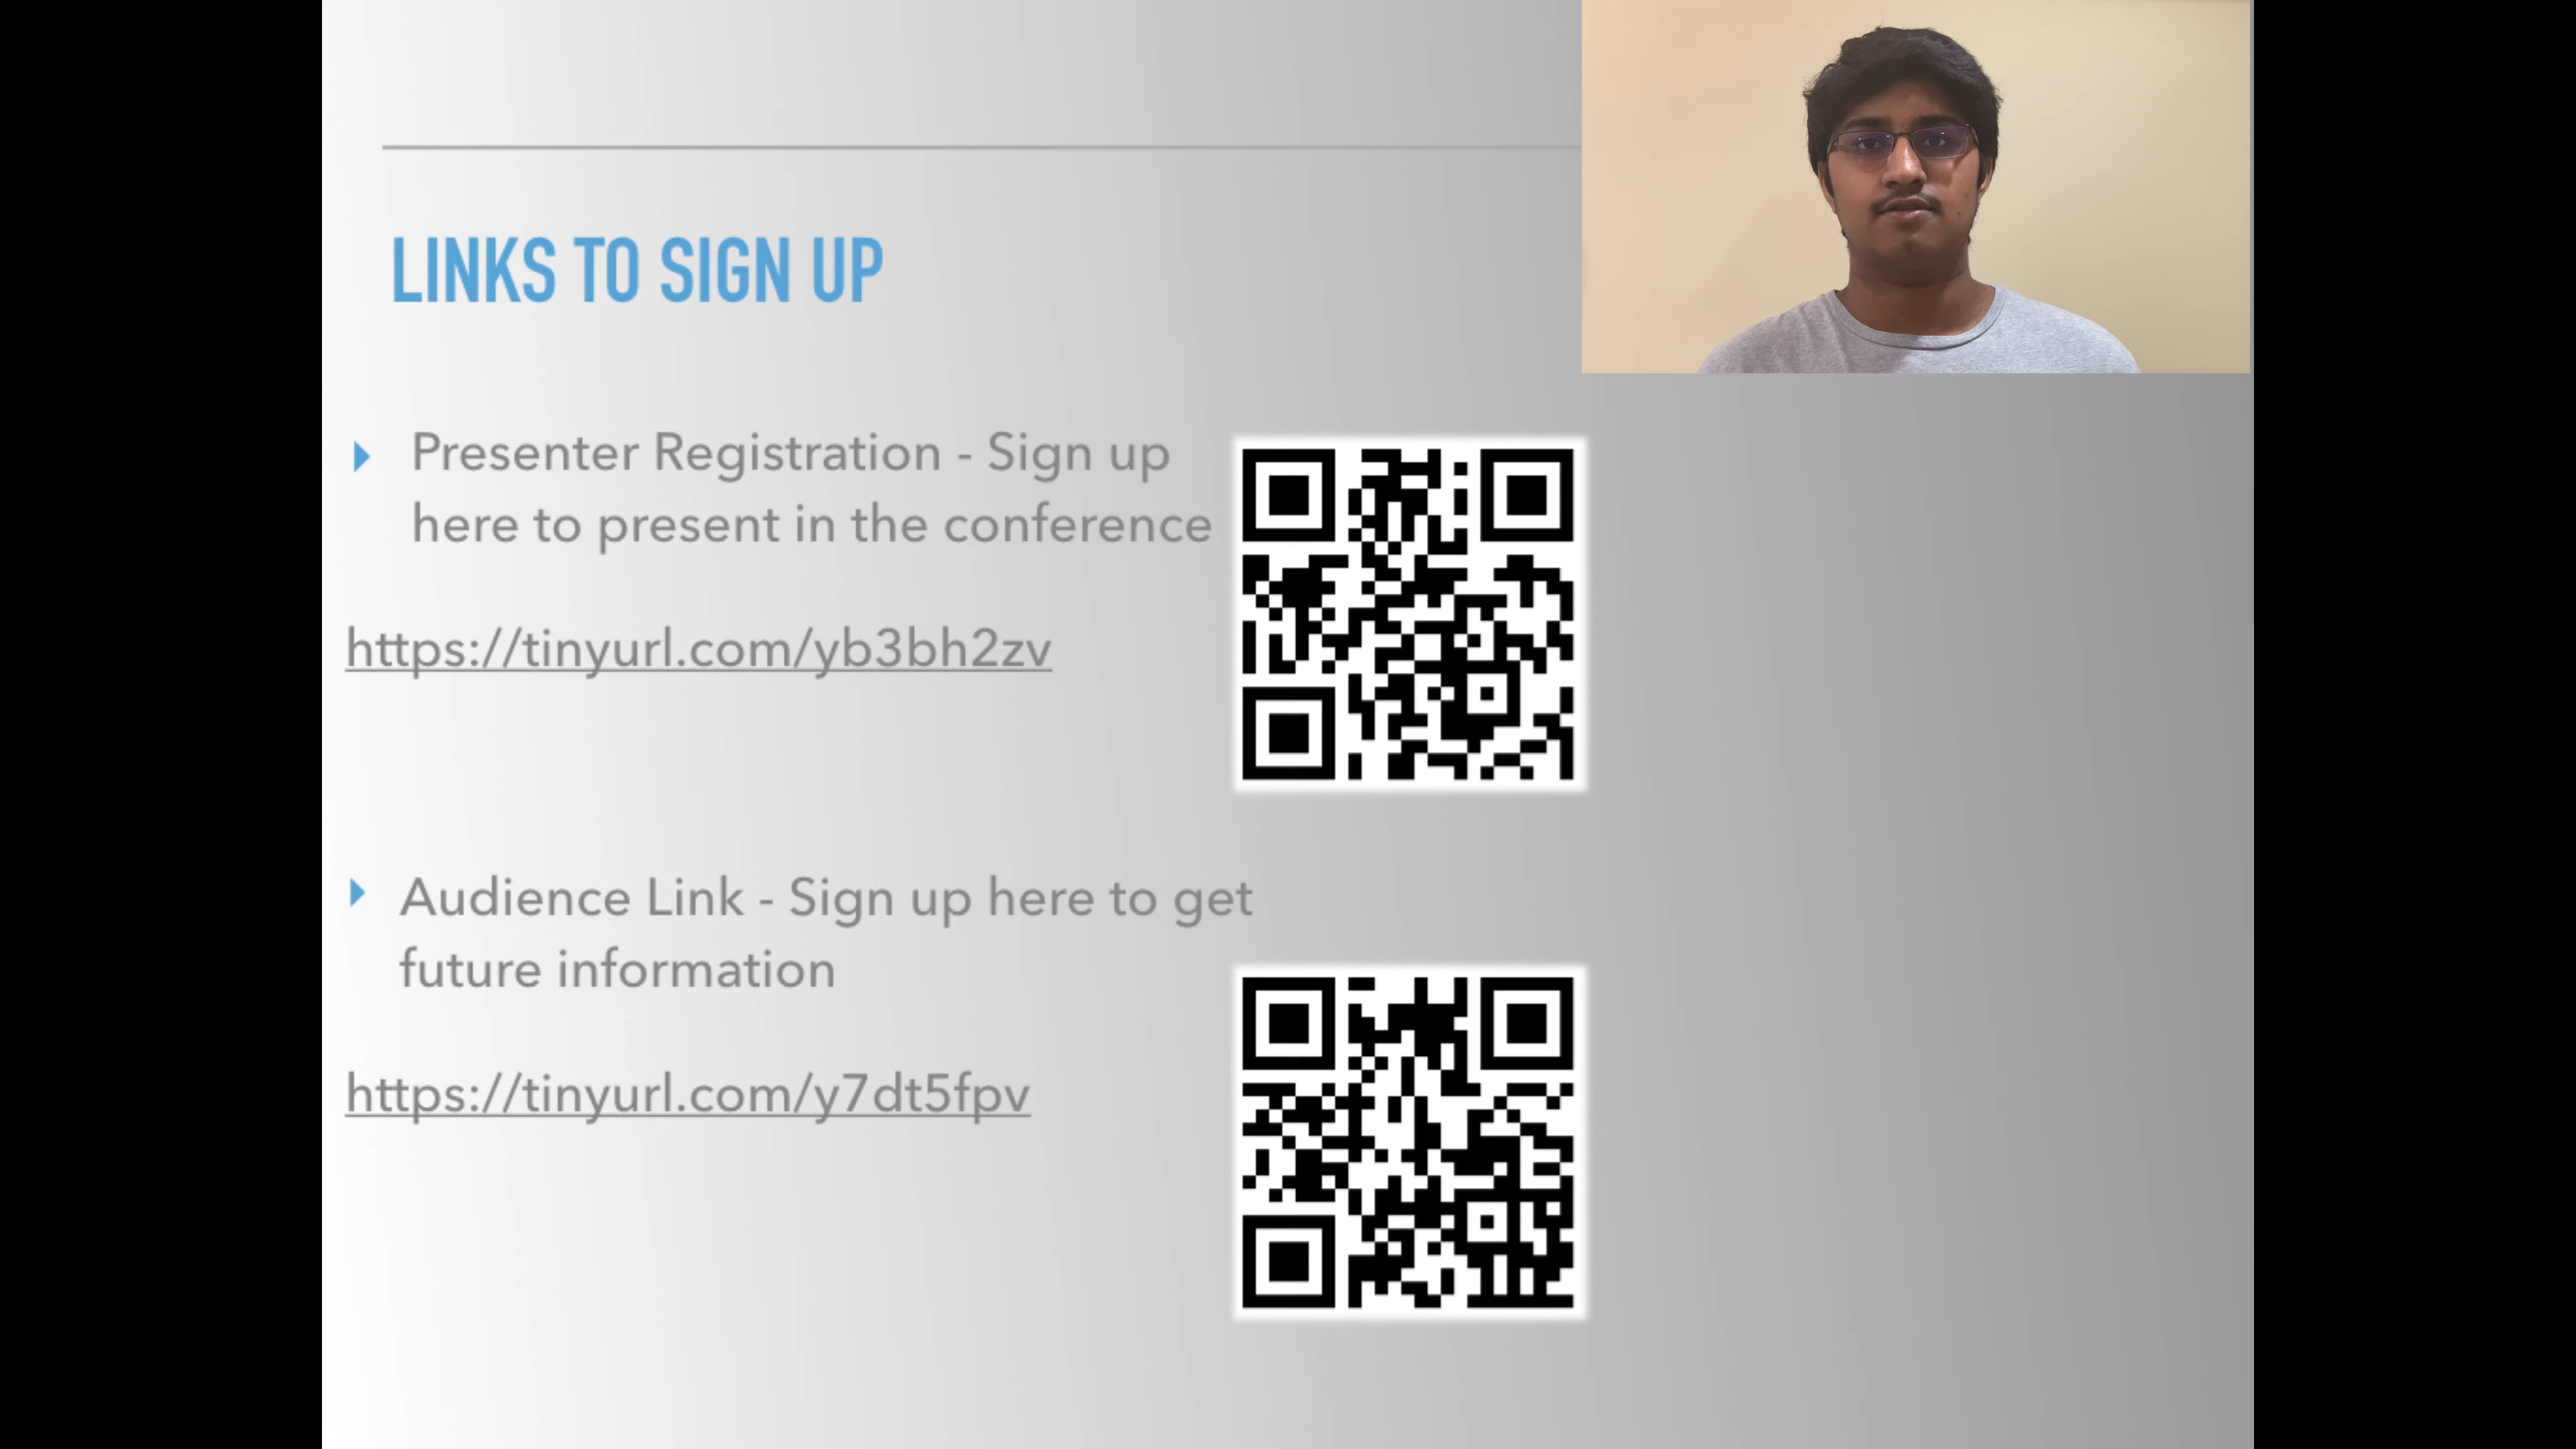 LINKS TO SIGN UP
Presenter Registration - Sign up
here to present in the conference
https://tinyurl.com/yb3bh2zv
Audience Link - Sign up here to get
future information
https://tinyurl.com/y7dt5fpv